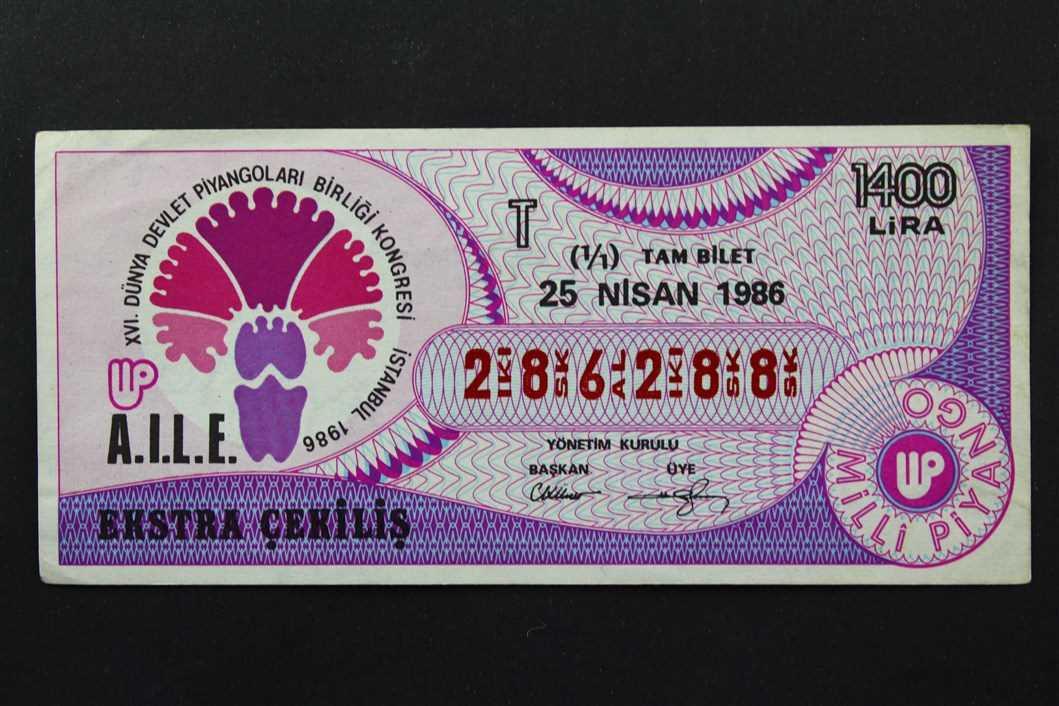 XVI. DÜNYA DEVLET PİYANGOLARI BİRLİĞİ KONGRESİ İSTANBUL 1986
A.I.L.E.
EKSTRA ÇEKİLİŞ
T
1400
LİRA
(1/1) TAM BİLET
25 NİSAN 1986
2 İKİ 8 SK 6 AL 2 İKİ 8 SK 8 SK
YÖNETİM KURULU
BAŞKAN ÜYE
MİLLİ PİYANGO